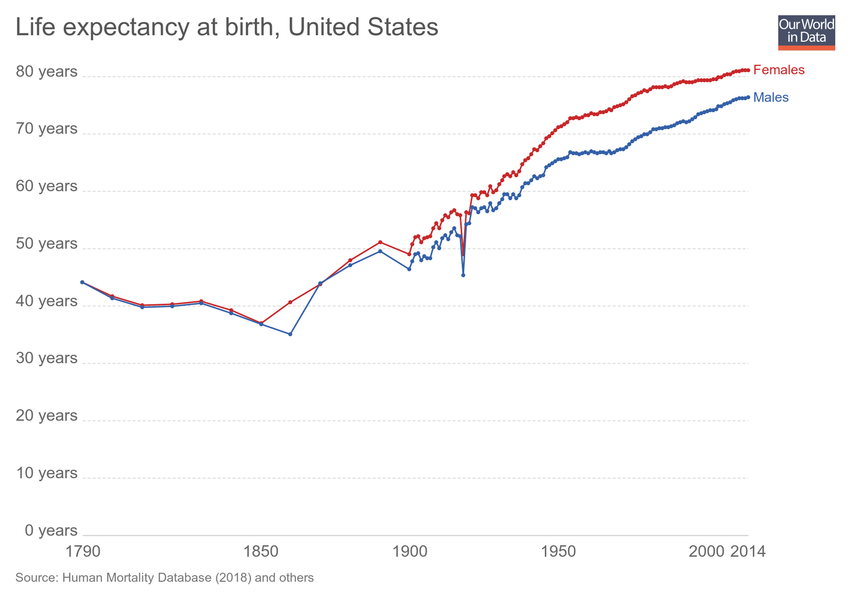 Life expectancy at birth, United States
Our World
in Data
80 years
Females
Males
70 years
60 years
50 years
40 years
30 years
20 years
10 years
0 years
1790 1850 1900 1950 2000 2014
Source: Human Mortality Database (2018) and others